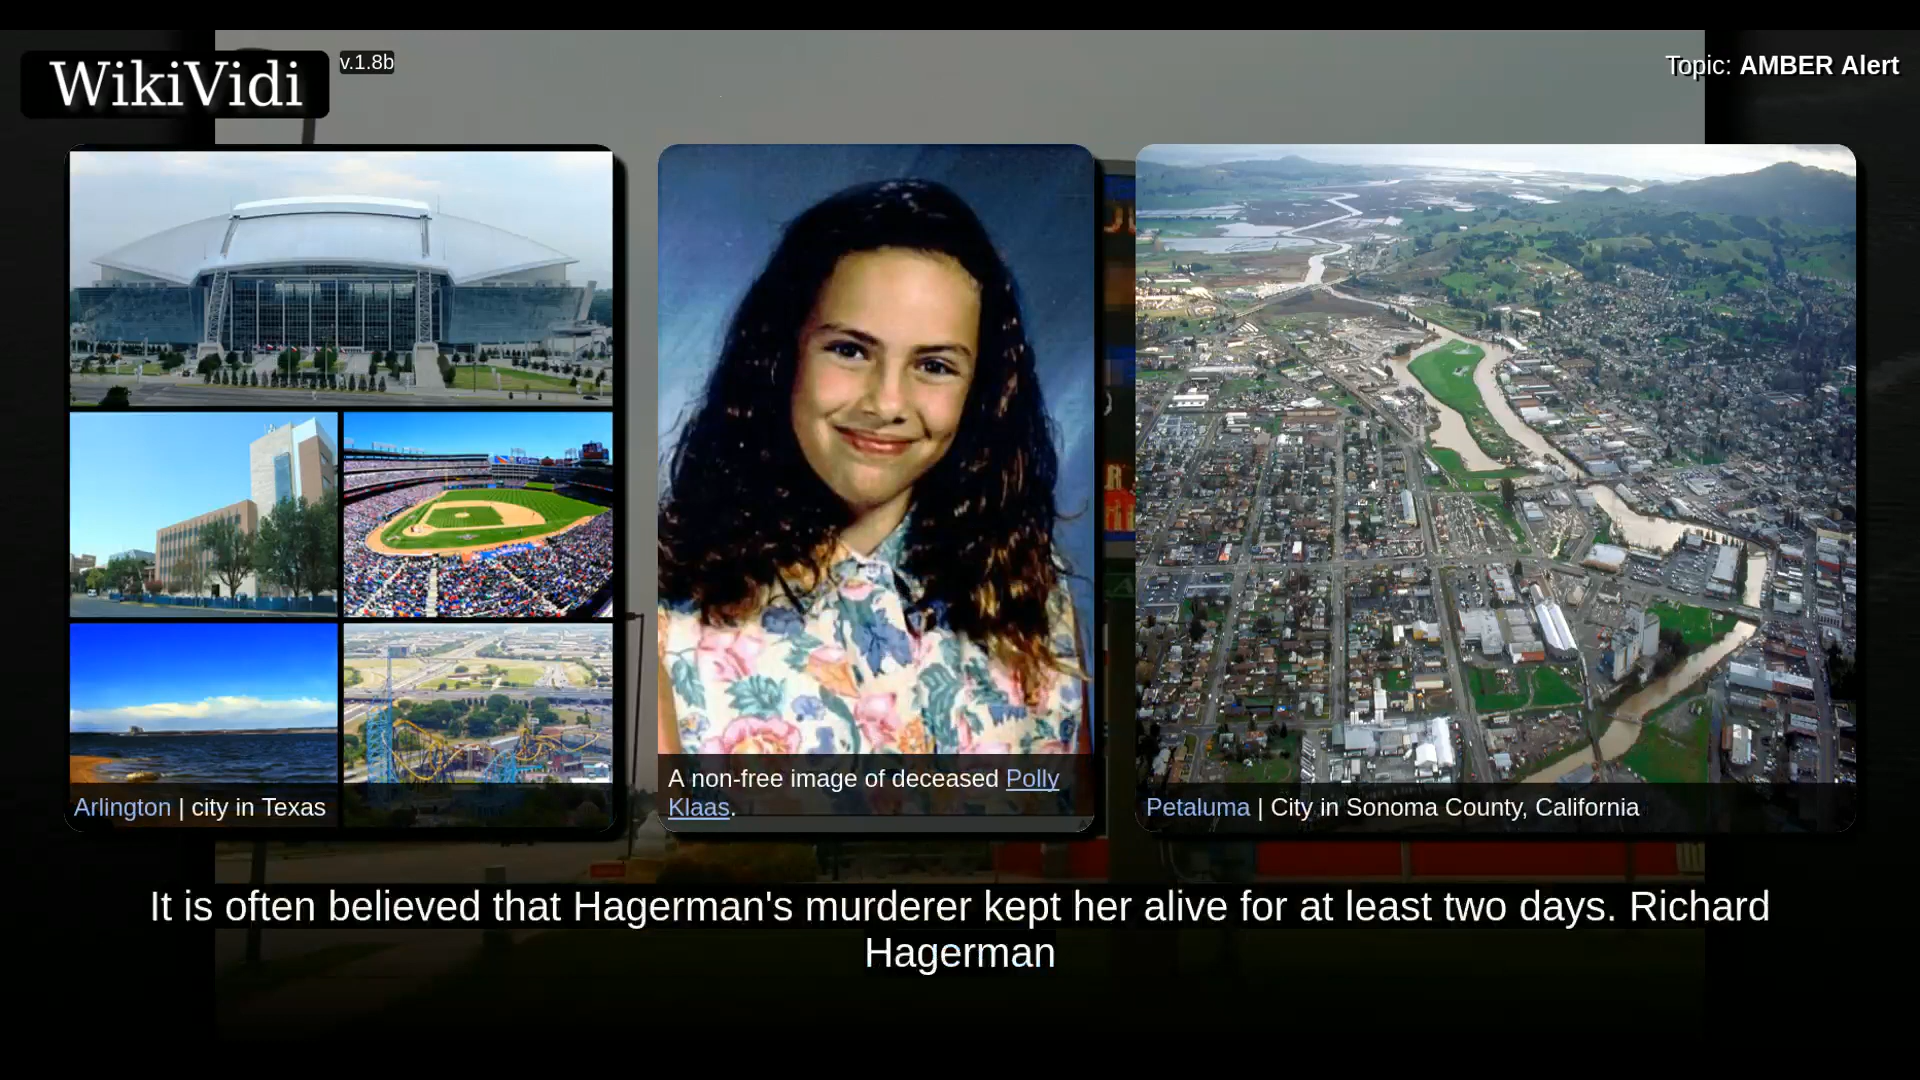 WikiVidi
v.1.8b
Topic: AMBER Alert
Arlington | city in Texas
A non-free image of deceased Polly
Klaas.
Petaluma | City in Sonoma County, California
It is often believed that Hagerman's murderer kept her alive for at least two days. Richard
Hagerman